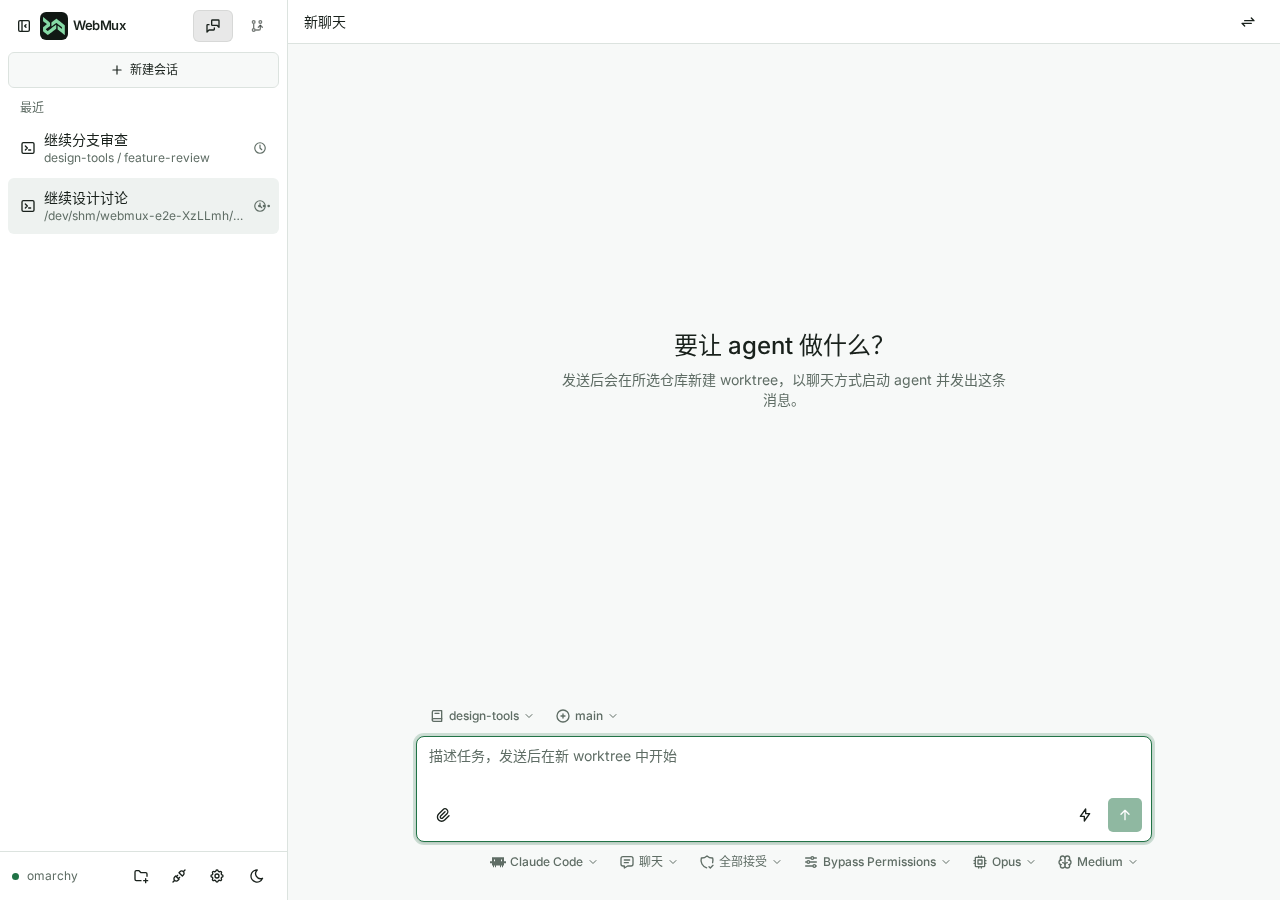 WebMux
新建会话
最近
继续分支审查
design-tools / feature-review
继续设计讨论
/dev/shm/webmux-e2e-XzLLmh/...
omarchy
新聊天
要让 agent 做什么？
发送后会在所选仓库新建 worktree，以聊天方式启动 agent 并发出这条
消息。
design-tools
main
描述任务，发送后在新 worktree 中开始
Claude Code
聊天
全部接受
Bypass Permissions
Opus
Medium